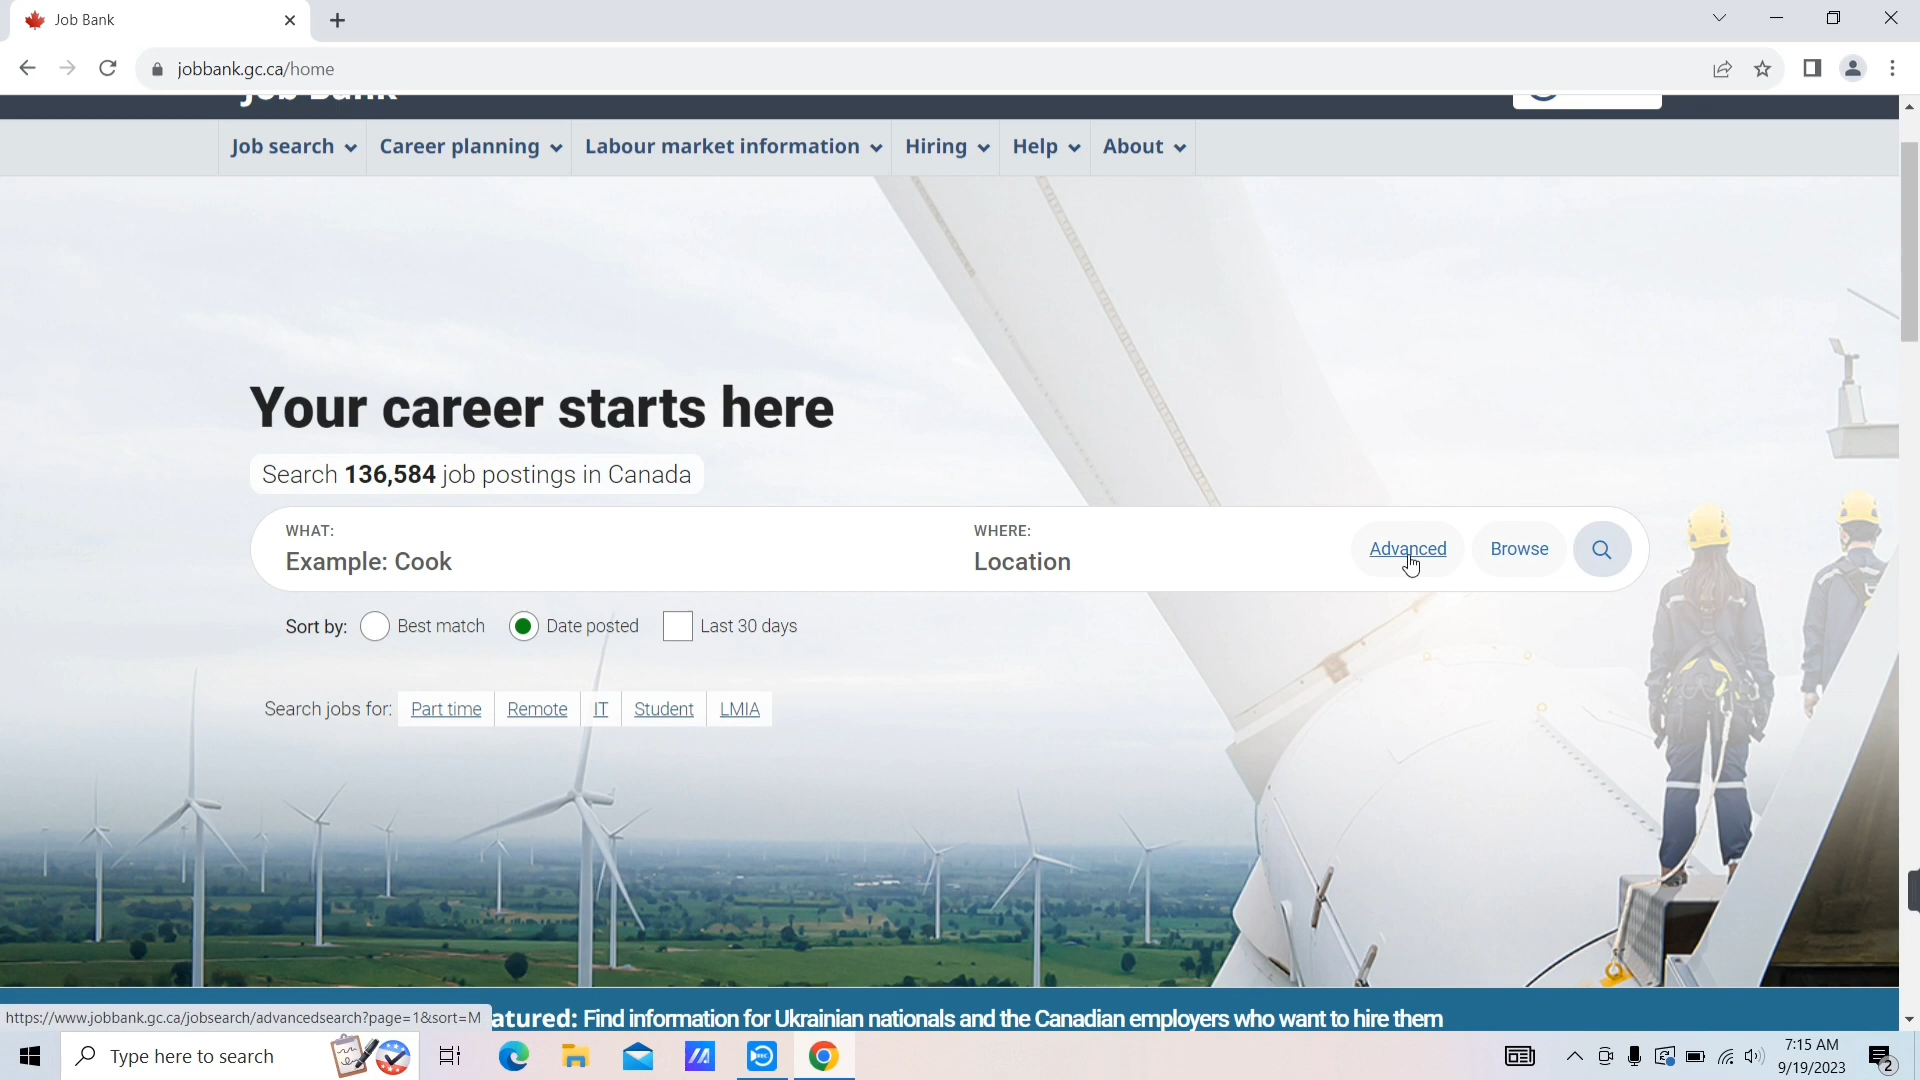 Job Bank
jobbank.gc.ca/home
Job Bank
Job search
Career planning
Labour market information
Hiring
Help
About
Your career starts here
Search 136,584 job postings in Canada
WHAT:
Example: Cook
WHERE:
Location
Advanced
Browse
Sort by:
Best match
Date posted
Last 30 days
Search jobs for:
Part time
Remote
IT
Student
LMIA
https://www.jobbank.gc.ca/jobsearch/advancedsearch?page=1&sort=M
atured: Find information for Ukrainian nationals and the Canadian employers who want to hire them
Type here to search
REC
7:15 AM
9/19/2023
2